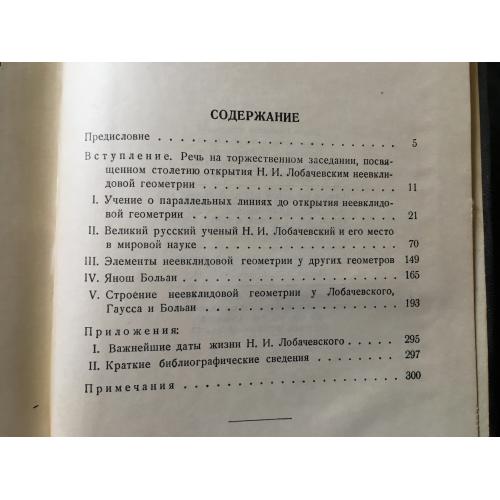 СОДЕРЖАНИЕ
Предисловие . . . . . . . . . . . . . . . . . . . . 5
Вступление. Речь на торжественном заседании, посвя-
щенном столетию открытия Н. И. Лобачевским неевкли-
довой геометрии . . . . . . . . . . . . . . . . . . 11
I. Учение о параллельных линиях до открытия неевклидо-
вой геометрии . . . . . . . . . . . . . . . . . . 21
II. Великий русский ученый Н. И. Лобачевский и его место
в мировой науке . . . . . . . . . . . . . . . . . 70
III. Элементы неевклидовой геометрии у других геометров 149
IV. Янош Больаи . . . . . . . . . . . . . . . . . . 165
V. Строение неевклидовой геометрии у Лобачевского,
Гаусса и Больаи . . . . . . . . . . . . . . . . . 193
Приложения:
I. Важнейшие даты жизни Н. И. Лобачевского . . . . . 295
II. Краткие библиографические сведения . . . . . . . 297
Примечания . . . . . . . . . . . . . . . . . . . . 300